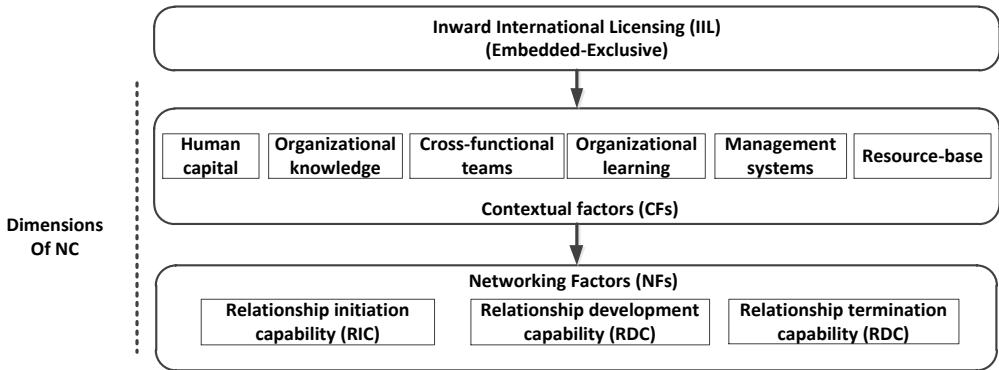 Inward International Licensing (IIL)
(Embedded-Exclusive)
Human
capital
Organizational
knowledge
Cross-functional
teams
Organizational
learning
Management
systems
Resource-base
Contextual factors (CFs)
Dimensions
Of NC
Networking Factors (NFs)
Relationship initiation
capability (RIC)
Relationship development
capability (RDC)
Relationship termination
capability (RDC)